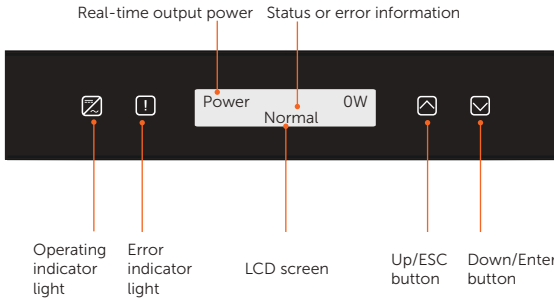 Real-time output power
Status or error information
Power 0W
Normal
Operating
indicator
light
Error
indicator
light
LCD screen
Up/ESC
button
Down/Enter
button